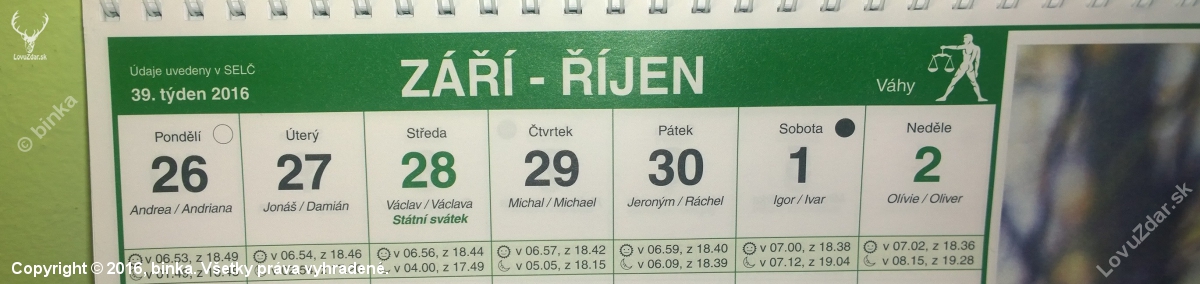 LovuZdar.sk
© binka
Údaje uvedeny v SELČ
39. týden 2016
ZÁŘÍ - ŘÍJEN
Váhy
Pondělí
26
Andrea / Andriana
v 06.53, z 18.49
Úterý
27
Jonáš / Damián
v 06.54, z 18.46
Středa
28
Václav / Václava
Státní svátek
v 06.56, z 18.44
v 04.00, z 17.49
Čtvrtek
29
Michal / Michael
v 06.57, z 18.42
v 05.05, z 18.15
Pátek
30
Jeroným / Ráchel
v 06.59, z 18.40
v 06.09, z 18.39
Sobota
1
Igor / Ivar
v 07.00, z 18.38
v 07.12, z 19.04
Neděle
2
Olívie / Oliver
v 07.02, z 18.36
v 08.15, z 19.28
Copyright © 2016, binka. Vsetky práva vyhradené.
LovuZdar.sk